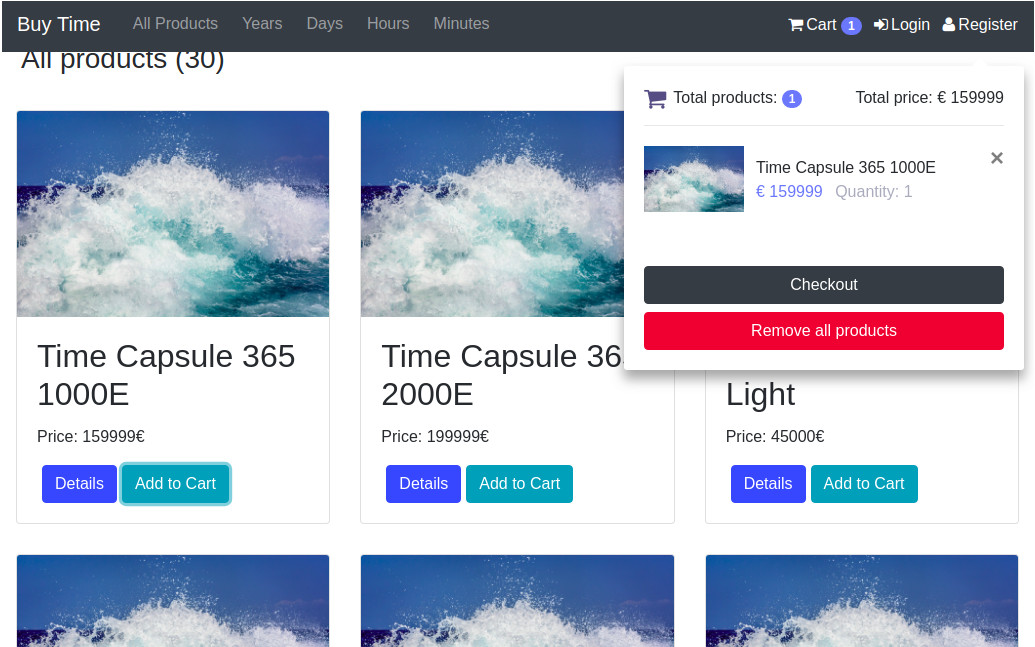 Buy Time All Products Years Days Hours Minutes Cart 1 Login Register
All products (30)
Total products: 1 Total price: € 159999
Time Capsule 365 1000E
€ 159999 Quantity: 1
×
Checkout
Remove all products
Time Capsule 365
1000E
Price: 159999€
Details Add to Cart
Time Capsule 36
2000E
Price: 199999€
Details Add to Cart
Light
Price: 45000€
Details Add to Cart